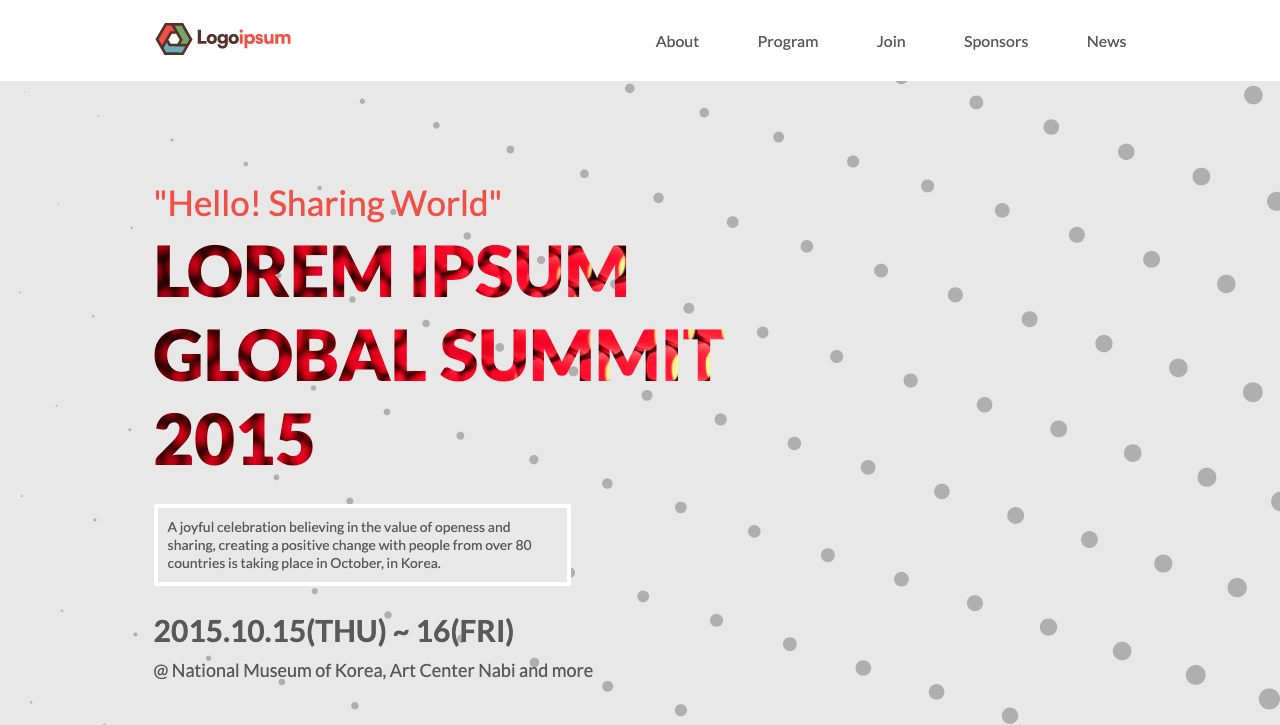 Logoipsum
About Program Join Sponsors News
"Hello! Sharing World"
LOREM IPSUM
GLOBAL SUMMIT
2015
A joyful celebration believing in the value of openess and
sharing, creating a positive change with people from over 80
countries is taking place in October, in Korea.
2015.10.15(THU) ~ 16(FRI)
@ National Museum of Korea, Art Center Nabi and more